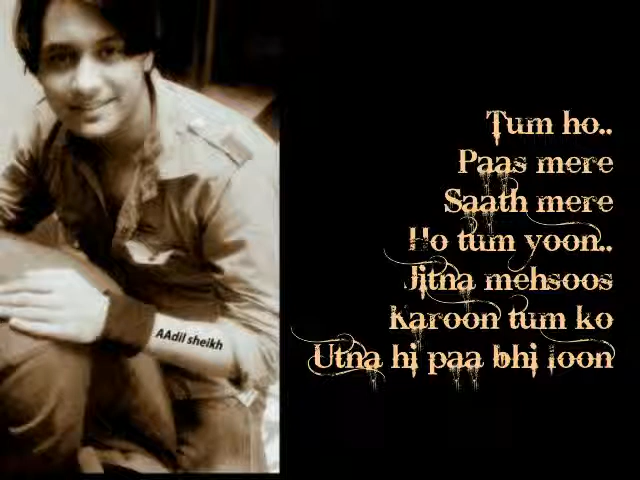 Tum ho..
Paas mere
Saath mere
Ho tum yoon..
Jitna mehsoos
Karoon tum ko
Utna hi paa bhi loon
AAdil sheikh